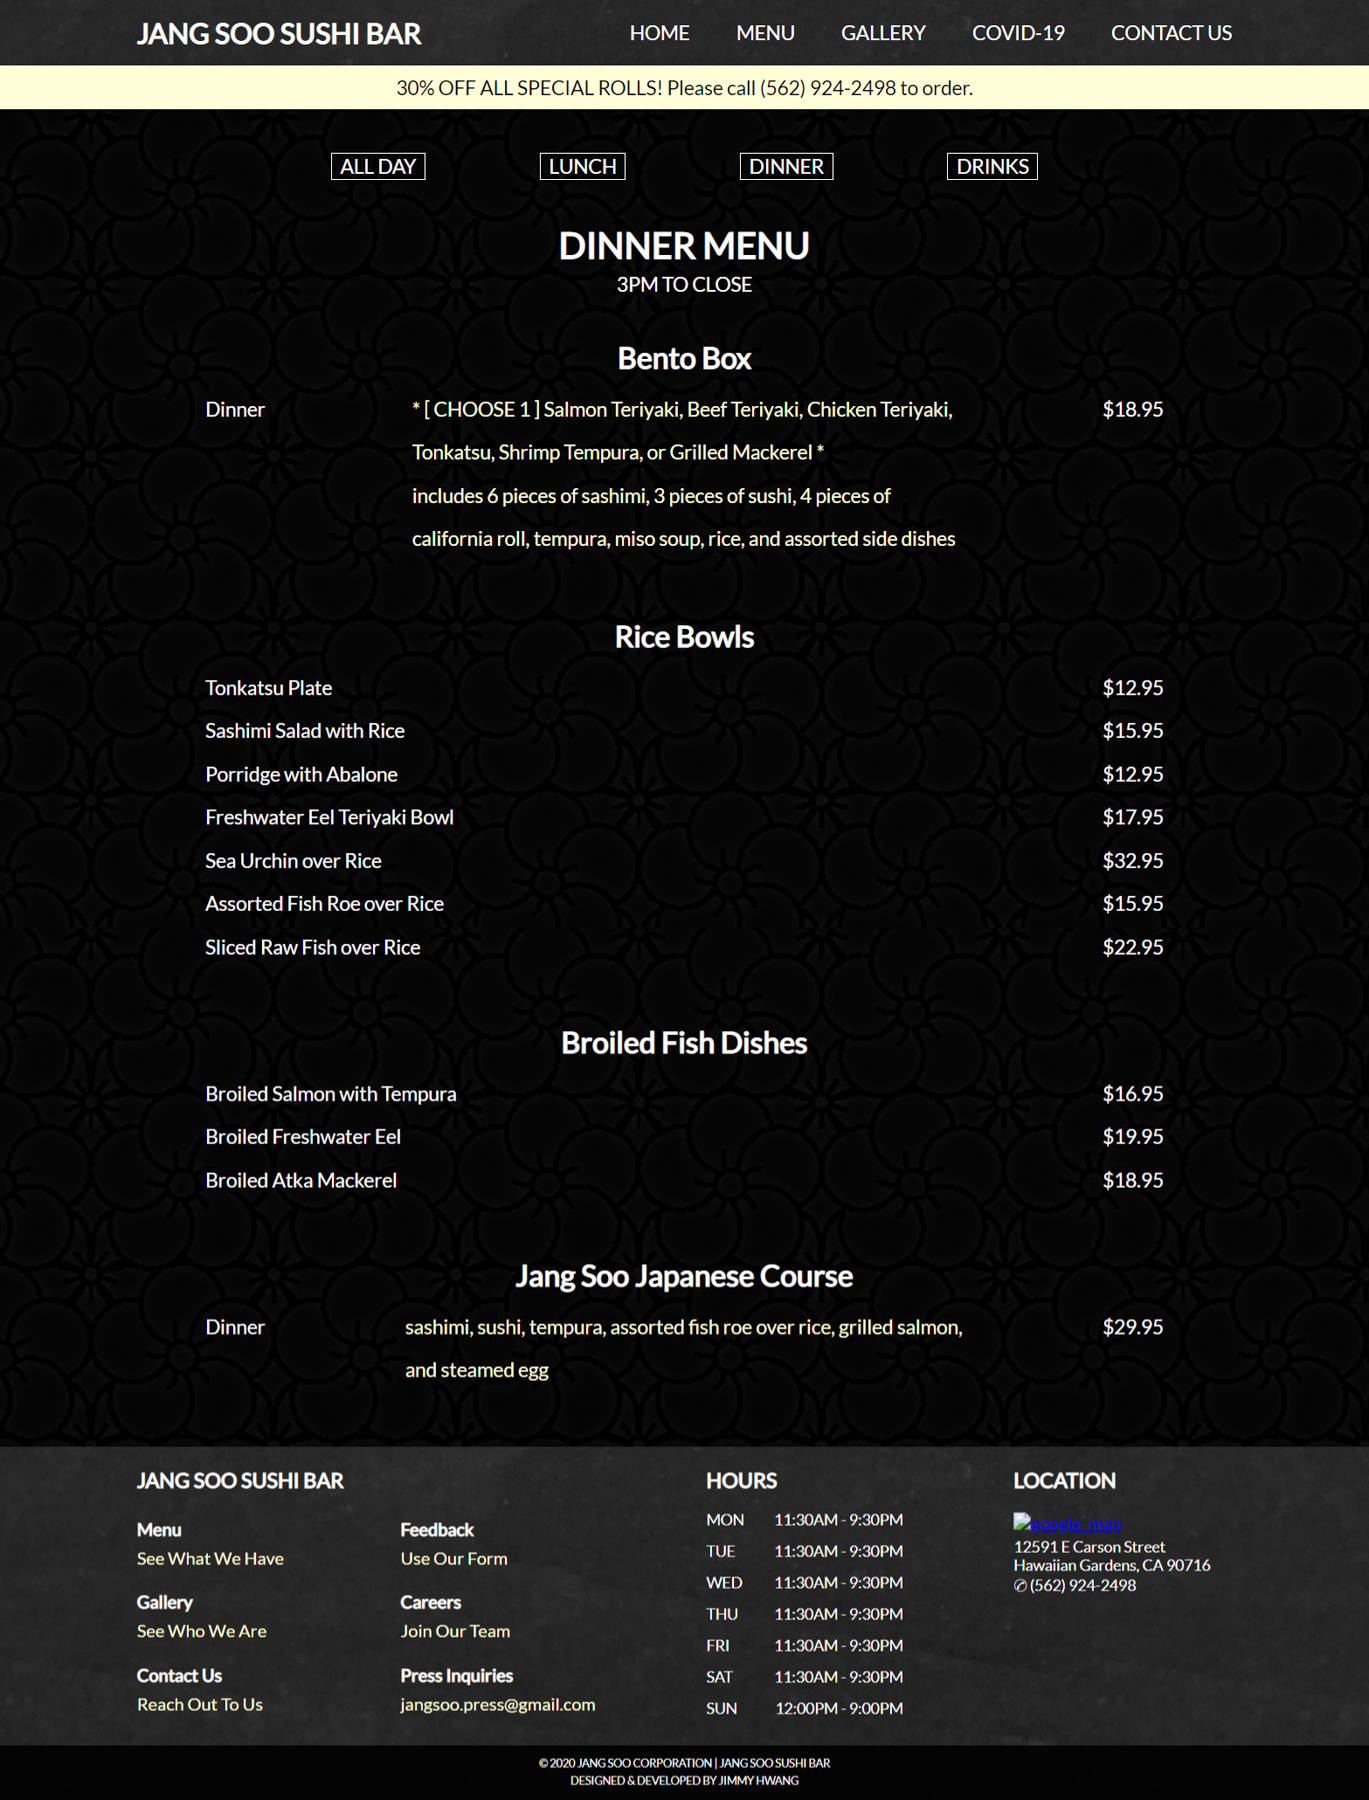 JANG SOO SUSHI BAR
HOME MENU GALLERY COVID-19 CONTACT US
30% OFF ALL SPECIAL ROLLS! Please call (562) 924-2498 to order.
ALL DAY LUNCH DINNER DRINKS
DINNER MENU
3PM TO CLOSE
Bento Box
Dinner * [ CHOOSE 1 ] Salmon Teriyaki, Beef Teriyaki, Chicken Teriyaki, $18.95
Tonkatsu, Shrimp Tempura, or Grilled Mackerel *
includes 6 pieces of sashimi, 3 pieces of sushi, 4 pieces of
california roll, tempura, miso soup, rice, and assorted side dishes
Rice Bowls
Tonkatsu Plate $12.95
Sashimi Salad with Rice $15.95
Porridge with Abalone $12.95
Freshwater Eel Teriyaki Bowl $17.95
Sea Urchin over Rice $32.95
Assorted Fish Roe over Rice $15.95
Sliced Raw Fish over Rice $22.95
Broiled Fish Dishes
Broiled Salmon with Tempura $16.95
Broiled Freshwater Eel $19.95
Broiled Atka Mackerel $18.95
Jang Soo Japanese Course
Dinner sashimi, sushi, tempura, assorted fish roe over rice, grilled salmon, $29.95
and steamed egg
JANG SOO SUSHI BAR
Menu
See What We Have
Gallery
See Who We Are
Contact Us
Reach Out To Us
Feedback
Use Our Form
Careers
Join Our Team
Press Inquiries
jangsoo.press@gmail.com
HOURS
MON 11:30AM - 9:30PM
TUE 11:30AM - 9:30PM
WED 11:30AM - 9:30PM
THU 11:30AM - 9:30PM
FRI 11:30AM - 9:30PM
SAT 11:30AM - 9:30PM
SUN 12:00PM - 9:00PM
LOCATION
google_map
12591 E Carson Street
Hawaiian Gardens, CA 90716
✆ (562) 924-2498
© 2020 JANG SOO CORPORATION | JANG SOO SUSHI BAR
DESIGNED & DEVELOPED BY JIMMY HWANG